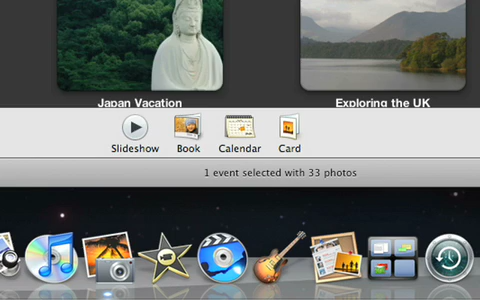 Japan Vacation Exploring the UK
Slideshow Book Calendar Card
1 event selected with 33 photos